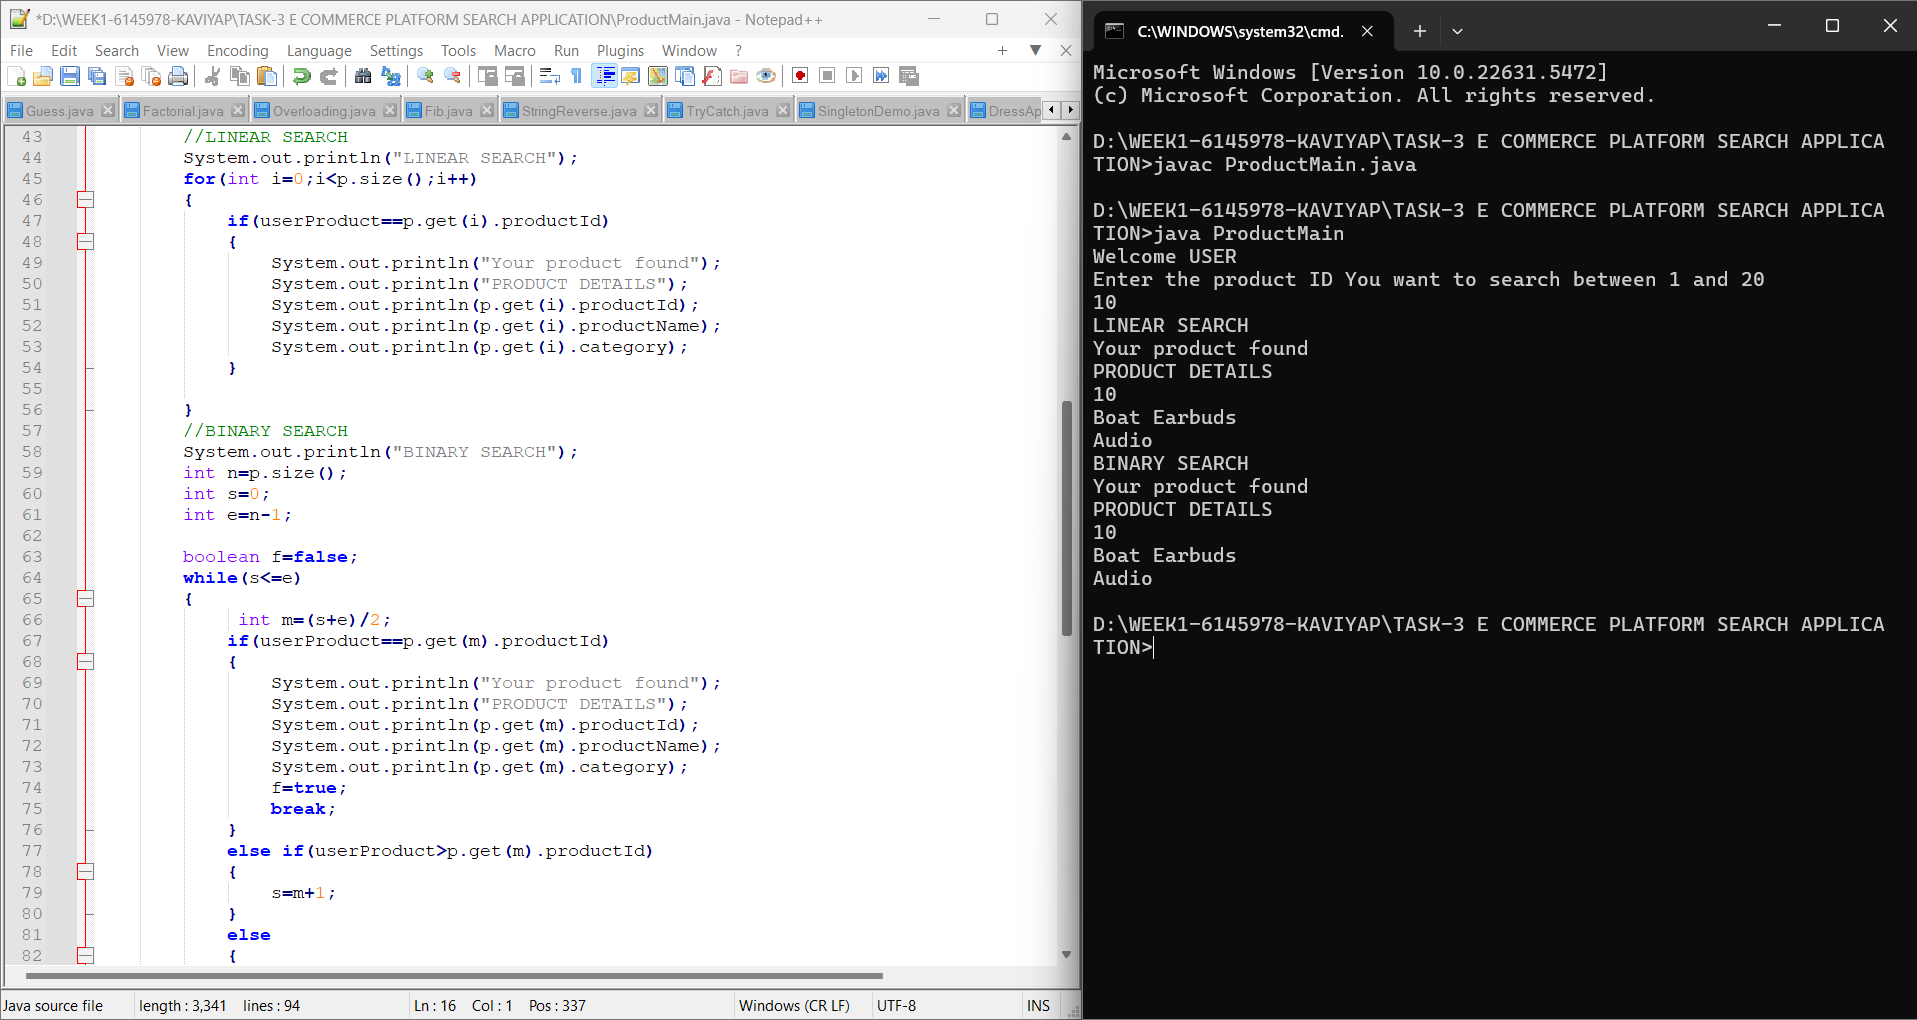 *D:\WEEK1-6145978-KAVIYAP\TASK-3 E COMMERCE PLATFORM SEARCH APPLICATION\ProductMain.java - Notepad++
File Edit Search View Encoding Language Settings Tools Macro Run Plugins Window ?
Guess.java Factorial.java Overloading.java Fib.java StringReverse.java TryCatch.java SingletonDemo.java DressAp
43 //LINEAR SEARCH
44 System.out.println("LINEAR SEARCH");
45 for(int i=0;i<p.size();i++)
46 {
47 if(userProduct==p.get(i).productId)
48 {
49 System.out.println("Your product found");
50 System.out.println("PRODUCT DETAILS");
51 System.out.println(p.get(i).productId);
52 System.out.println(p.get(i).productName);
53 System.out.println(p.get(i).category);
54 }
55
56 }
57 //BINARY SEARCH
58 System.out.println("BINARY SEARCH");
59 int n=p.size();
60 int s=0;
61 int e=n-1;
62
63 boolean f=false;
64 while(s<=e)
65 {
66 int m=(s+e)/2;
67 if(userProduct==p.get(m).productId)
68 {
69 System.out.println("Your product found");
70 System.out.println("PRODUCT DETAILS");
71 System.out.println(p.get(m).productId);
72 System.out.println(p.get(m).productName);
73 System.out.println(p.get(m).category);
74 f=true;
75 break;
76 }
77 else if(userProduct>p.get(m).productId)
78 {
79 s=m+1;
80 }
81 else
82 {
Java source file length : 3,341 lines : 94 Ln : 16 Col : 1 Pos : 337 Windows (CR LF) UTF-8 INS
C:\WINDOWS\system32\cmd.
Microsoft Windows [Version 10.0.22631.5472]
(c) Microsoft Corporation. All rights reserved.
D:\WEEK1-6145978-KAVIYAP\TASK-3 E COMMERCE PLATFORM SEARCH APPLICA
TION>javac ProductMain.java
D:\WEEK1-6145978-KAVIYAP\TASK-3 E COMMERCE PLATFORM SEARCH APPLICA
TION>java ProductMain
Welcome USER
Enter the product ID You want to search between 1 and 20
10
LINEAR SEARCH
Your product found
PRODUCT DETAILS
10
Boat Earbuds
Audio
BINARY SEARCH
Your product found
PRODUCT DETAILS
10
Boat Earbuds
Audio
D:\WEEK1-6145978-KAVIYAP\TASK-3 E COMMERCE PLATFORM SEARCH APPLICA
TION>